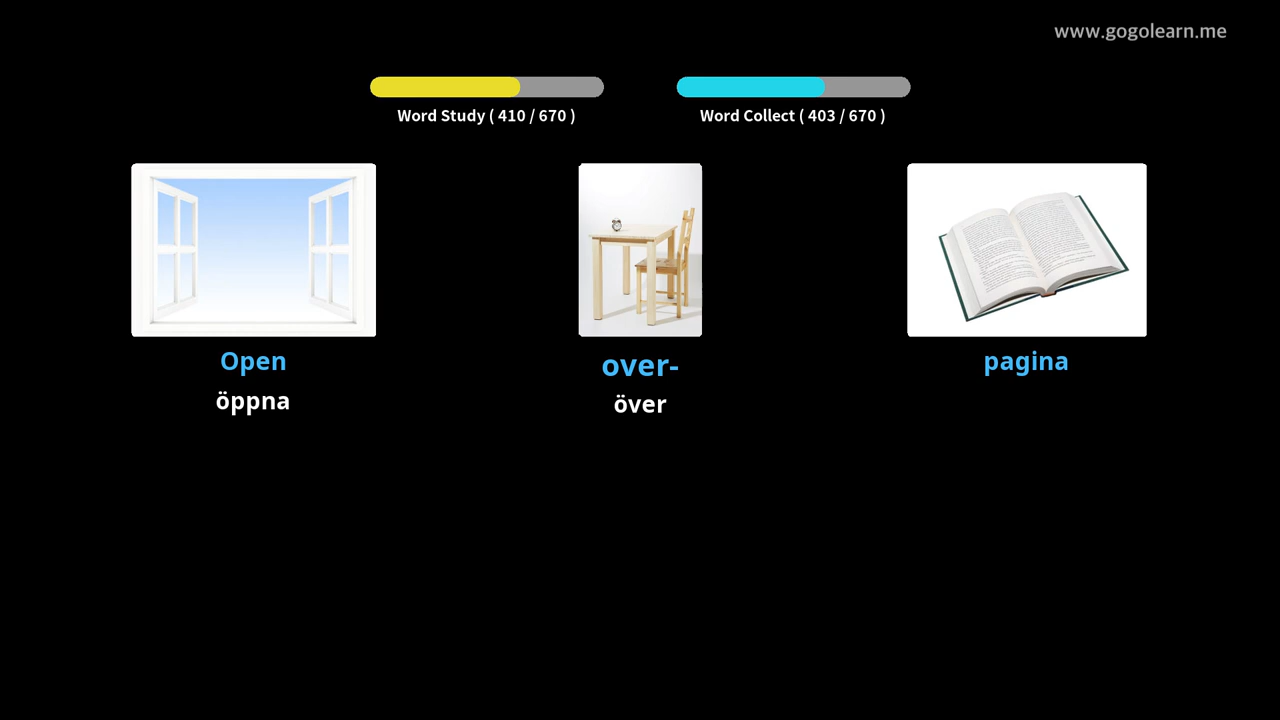 www.gogolearn.me
Word Study ( 410 / 670 )
Word Collect ( 403 / 670 )
Open
öppna
over-
över
pagina